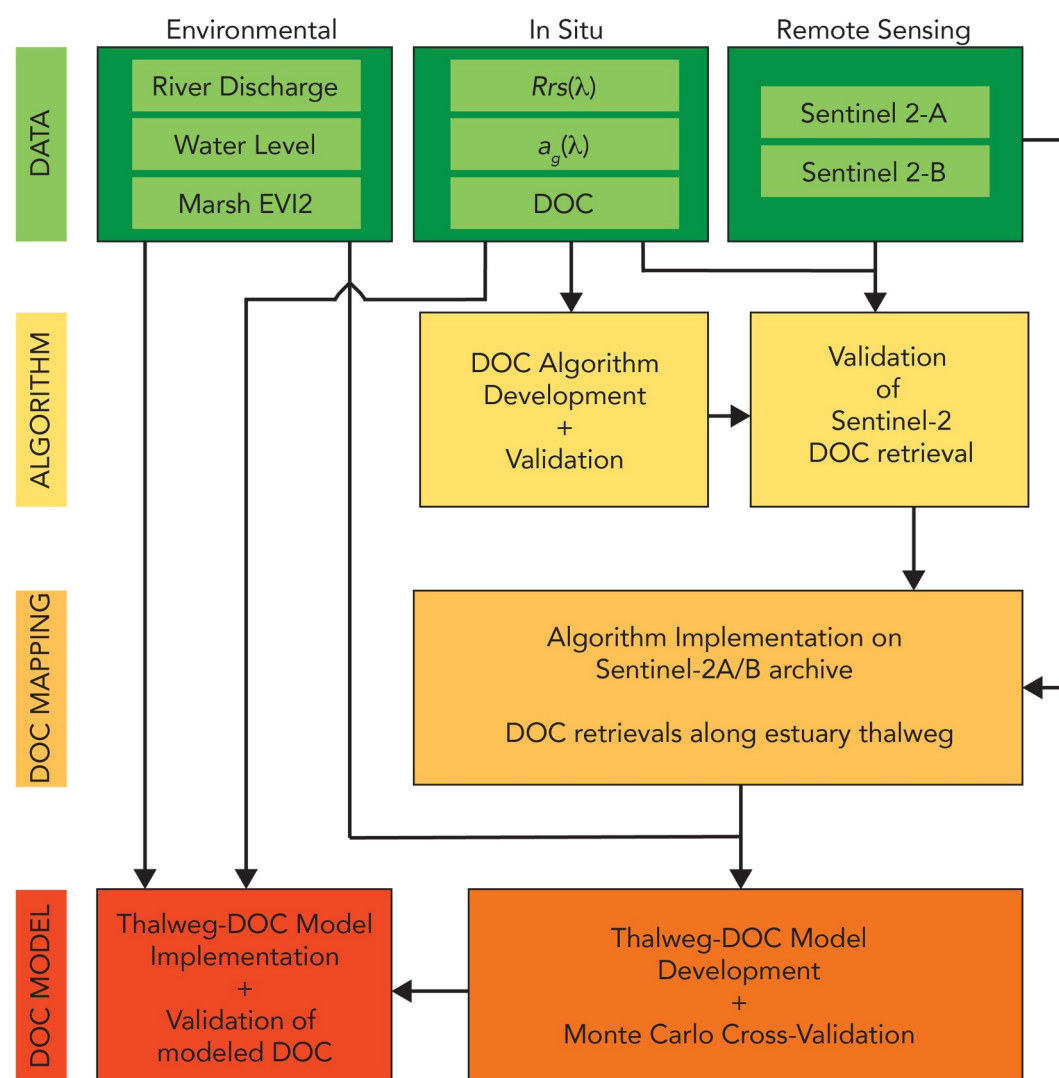 Environmental
In Situ
Remote Sensing
DATA
River Discharge
Water Level
Marsh EVI2
Rrs(λ)
a_g(λ)
DOC
Sentinel 2-A
Sentinel 2-B
ALGORITHM
DOC Algorithm
Development
+
Validation
Validation
of
Sentinel-2
DOC retrieval
DOC MAPPING
Algorithm Implementation on
Sentinel-2A/B archive
DOC retrievals along estuary thalweg
DOC MODEL
Thalweg-DOC Model
Implementation
+
Validation of
modeled DOC
Thalweg-DOC Model
Development
+
Monte Carlo Cross-Validation